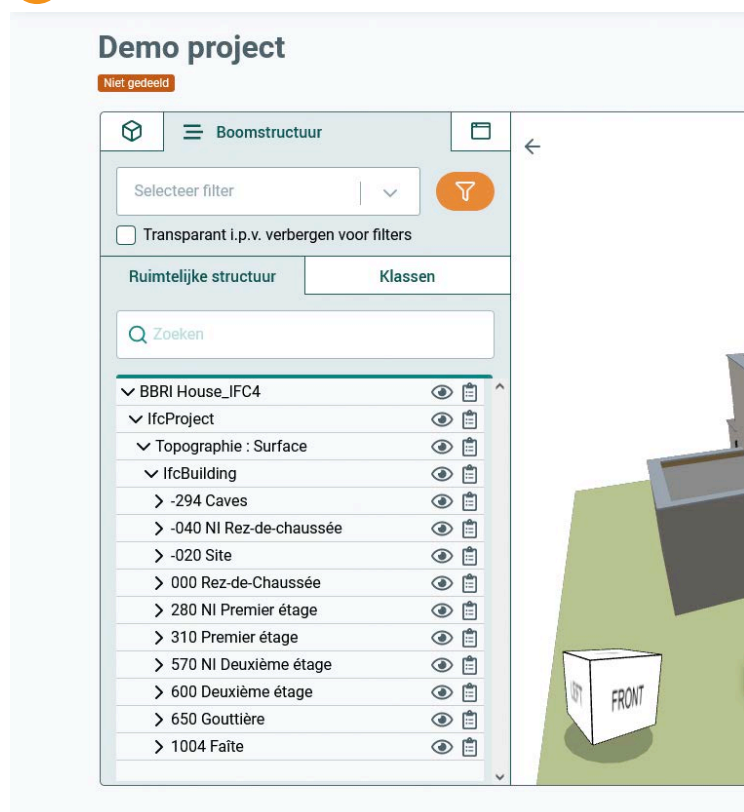 Demo project
Niet gedeeld
Boomstructuur
Selecteer filter
Transparant i.p.v. verbergen voor filters
Ruimtelijke structuur Klassen
Zoeken
BBRI House_IFC4
IfcProject
Topographie : Surface
IfcBuilding
-294 Caves
-040 NI Rez-de-chaussée
-020 Site
000 Rez-de-Chaussée
280 NI Premier étage
310 Premier étage
570 NI Deuxième étage
600 Deuxième étage
650 Gouttière
1004 Faîte
LEFT FRONT